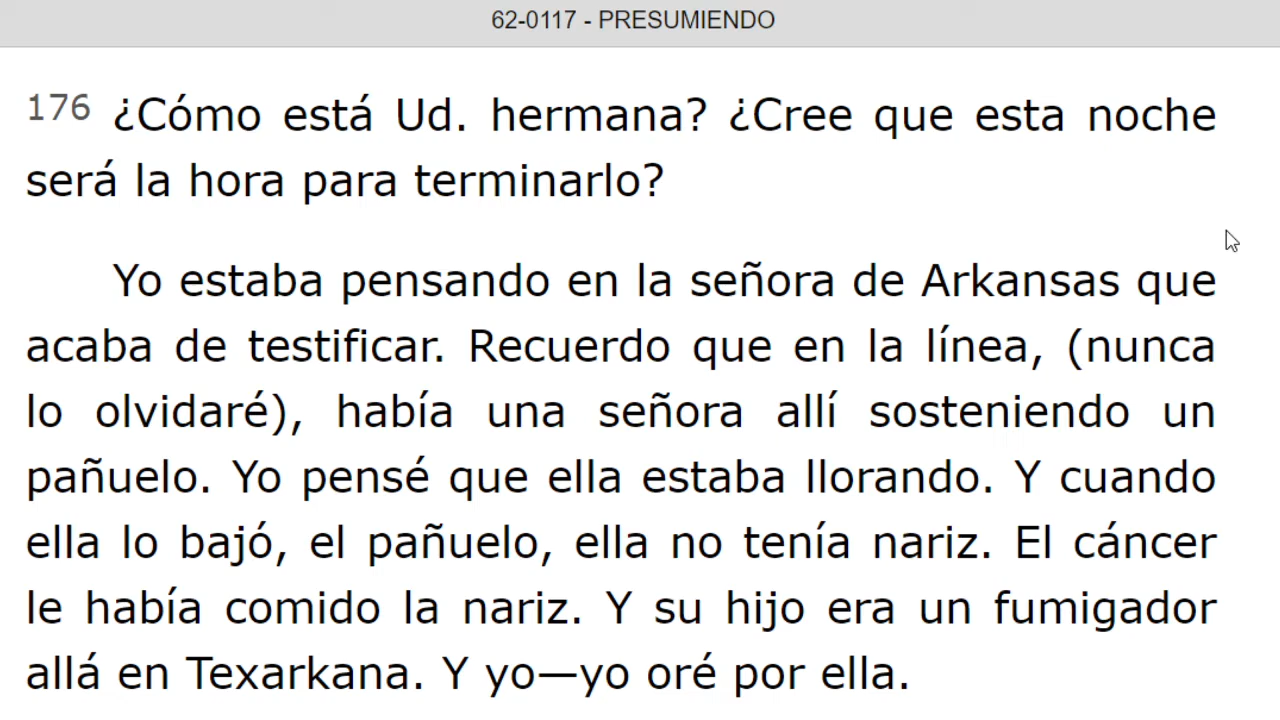 62-0117 - PRESUMIENDO
176 ¿Cómo está Ud. hermana? ¿Cree que esta noche
será la hora para terminarlo?
Yo estaba pensando en la señora de Arkansas que
acaba de testificar. Recuerdo que en la línea, (nunca
lo olvidaré), había una señora allí sosteniendo un
pañuelo. Yo pensé que ella estaba llorando. Y cuando
ella lo bajó, el pañuelo, ella no tenía nariz. El cáncer
le había comido la nariz. Y su hijo era un fumigador
allá en Texarkana. Y yo—yo oré por ella.